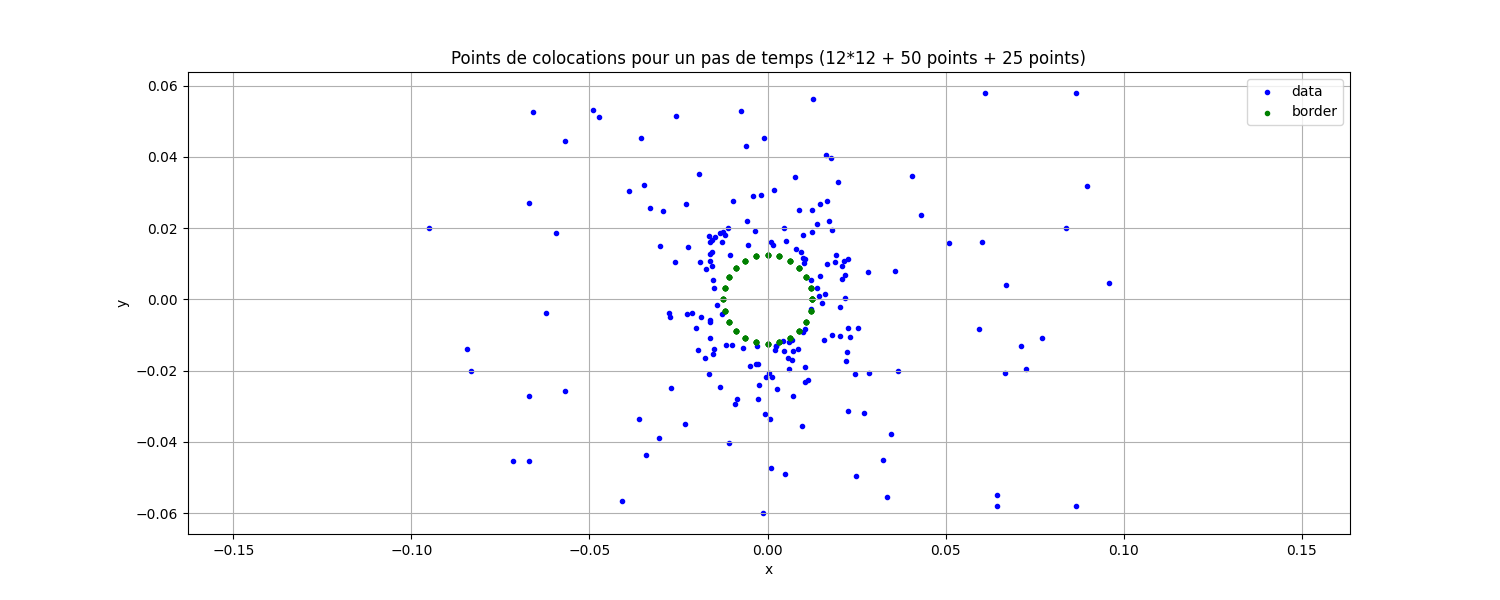 Points de colocations pour un pas de temps (12*12 + 50 points + 25 points)
data
border
0.06
0.04
0.02
0.00
−0.02
−0.04
−0.06
y
−0.15
−0.10
−0.05
0.00
0.05
0.10
0.15
x